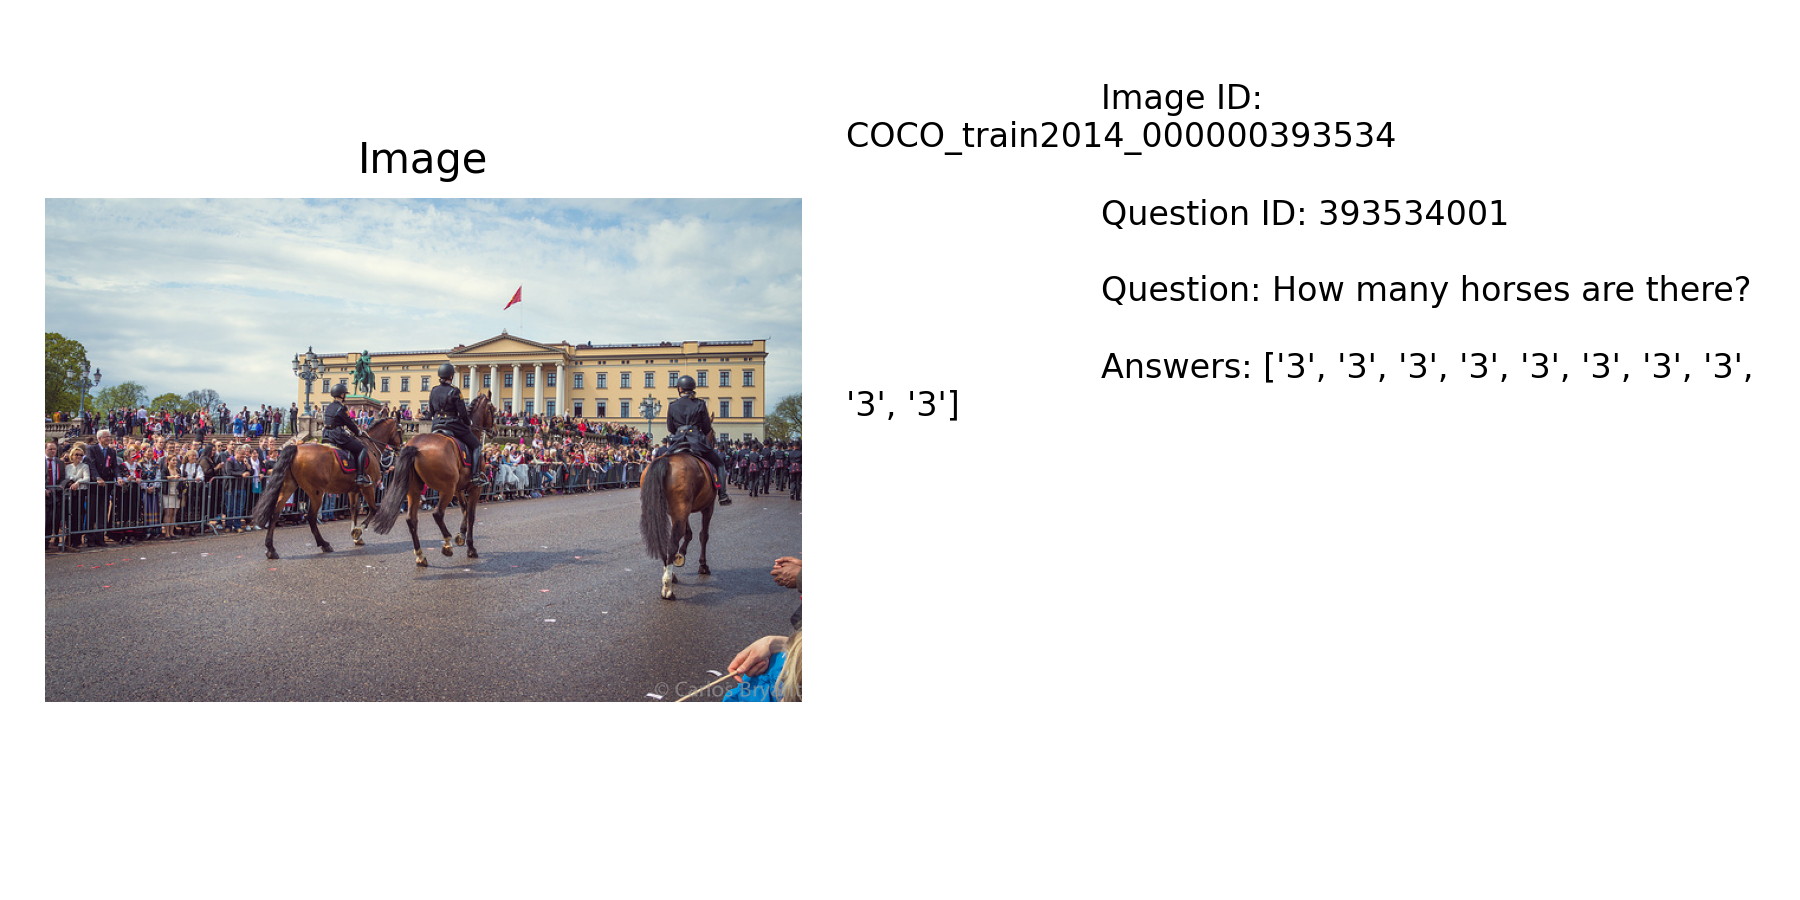 Image
Image ID:
COCO_train2014_000000393534
Question ID: 393534001
Question: How many horses are there?
Answers: ['3', '3', '3', '3', '3', '3', '3', '3',
'3', '3']
© Carlos